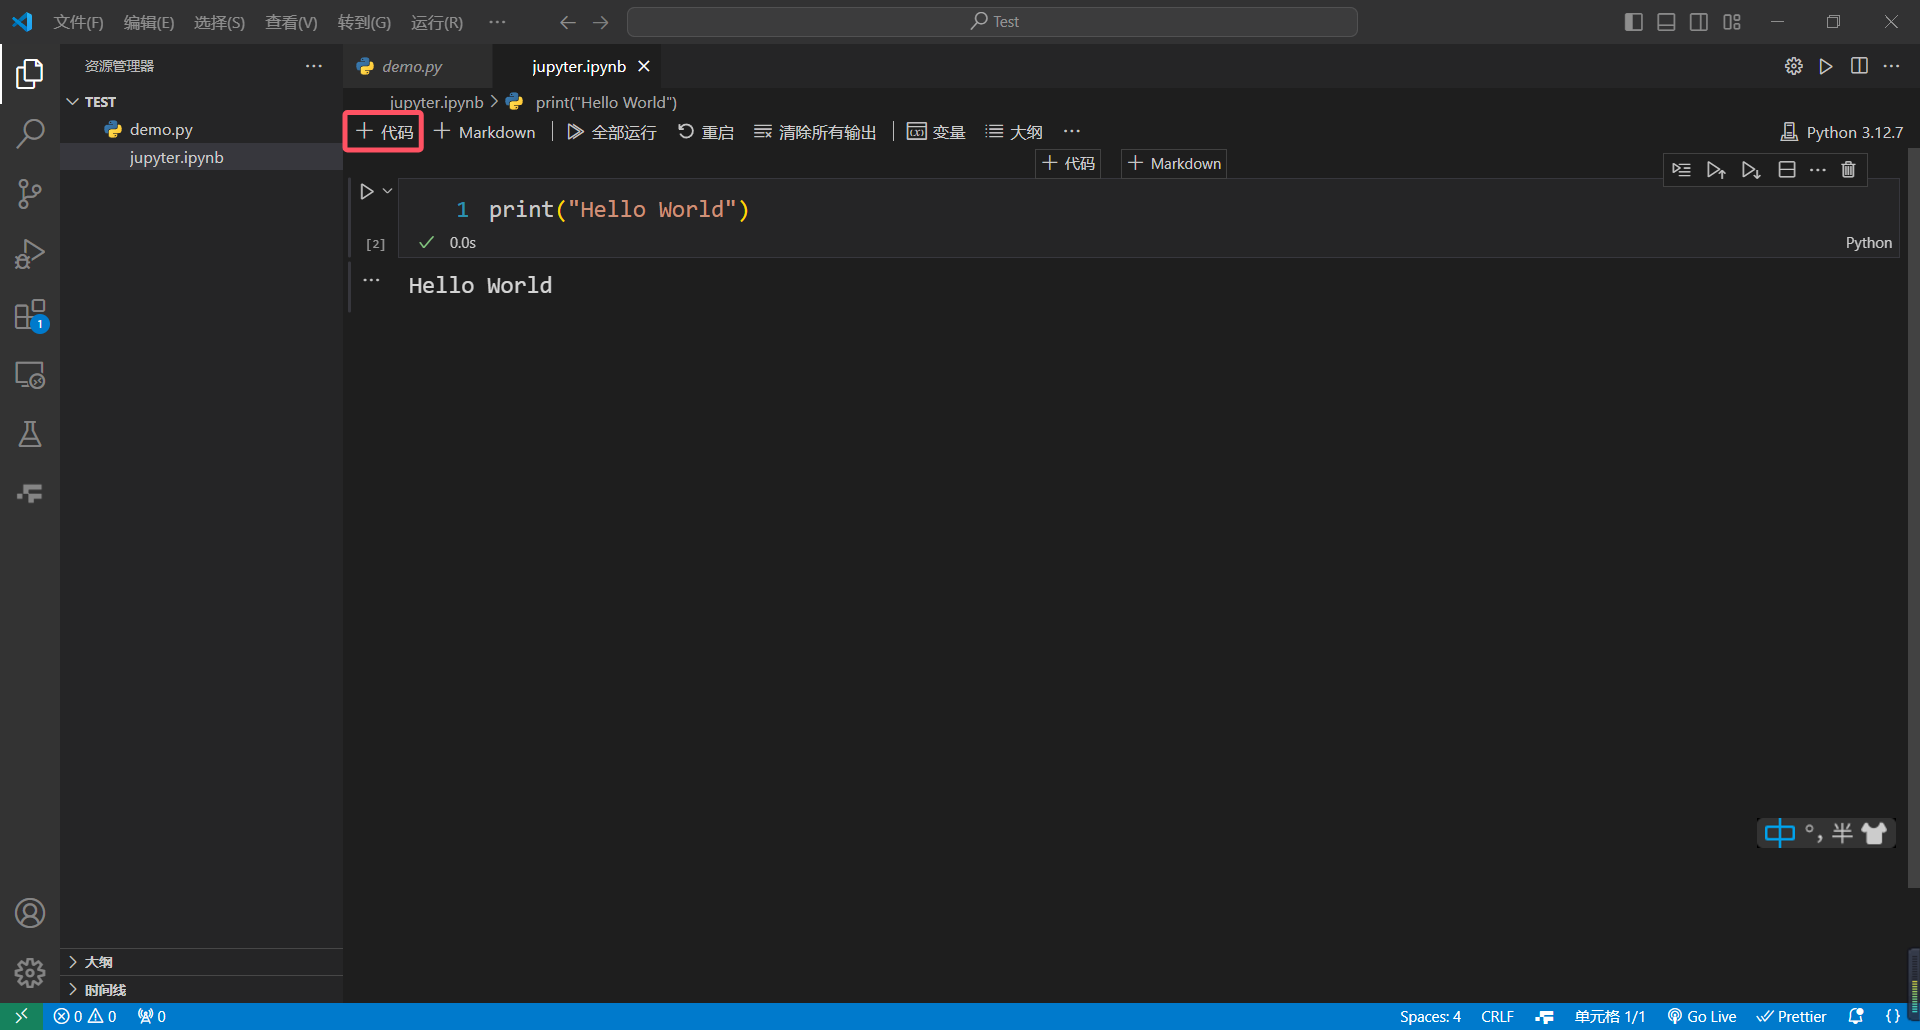 文件(F) 编辑(E) 选择(S) 查看(V) 转到(G) 运行(R) ··· Test
资源管理器 ···
demo.py jupyter.ipynb
TEST
demo.py
jupyter.ipynb
jupyter.ipynb > print("Hello World")
+ 代码 + Markdown 全部运行 重启 清除所有输出 变量 大纲 ··· Python 3.12.7
+ 代码 + Markdown
1 print("Hello World")
[2] 0.0s Python
Hello World
1
中 °, 半
大纲
时间线
0 0 0 Spaces: 4 CRLF 单元格 1/1 Go Live Prettier {}